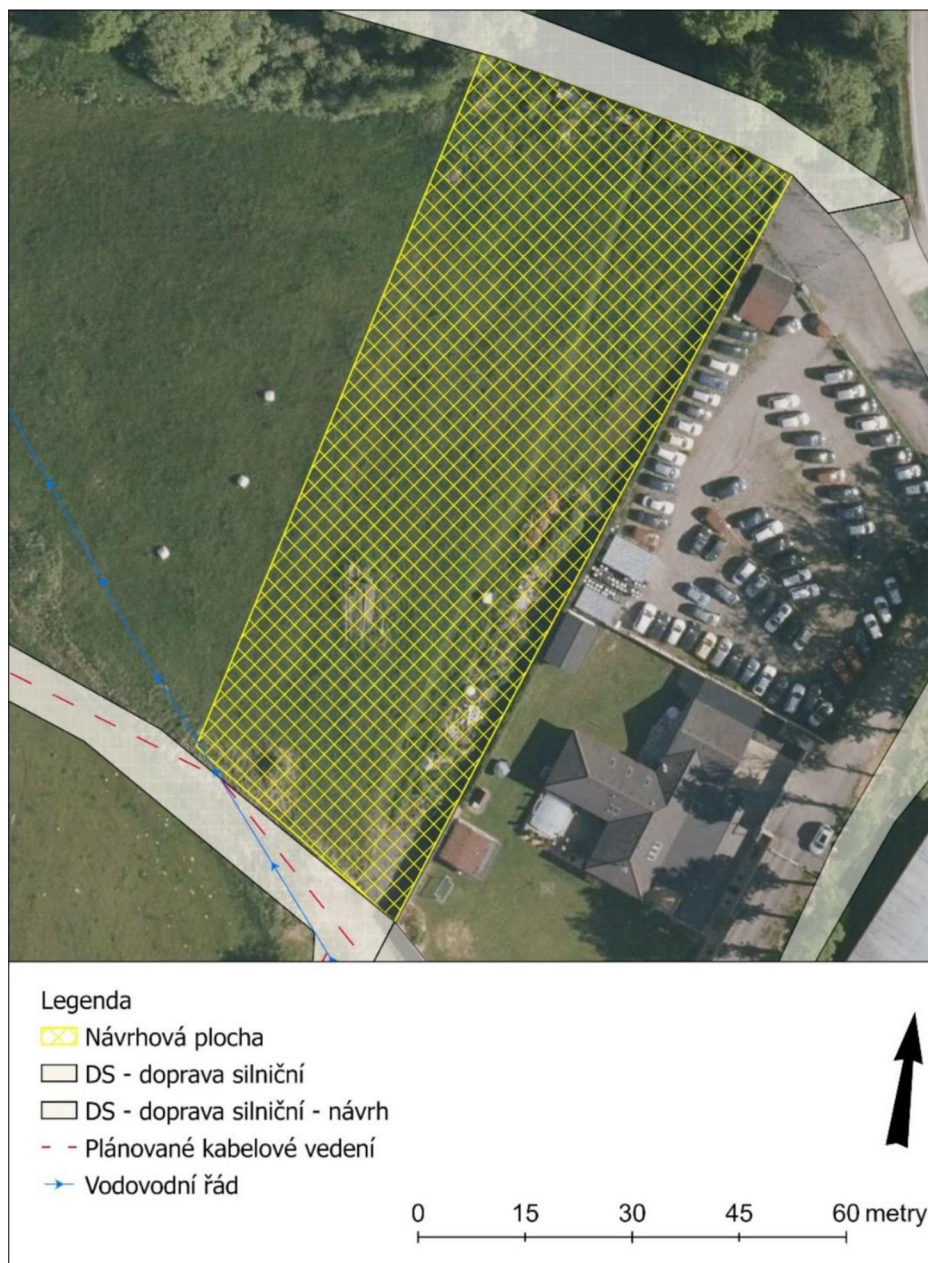 Legenda
Návrhová plocha
DS - doprava silniční
DS - doprava silniční - návrh
Plánované kabelové vedení
Vodovodní řád
0 15 30 45 60 metry